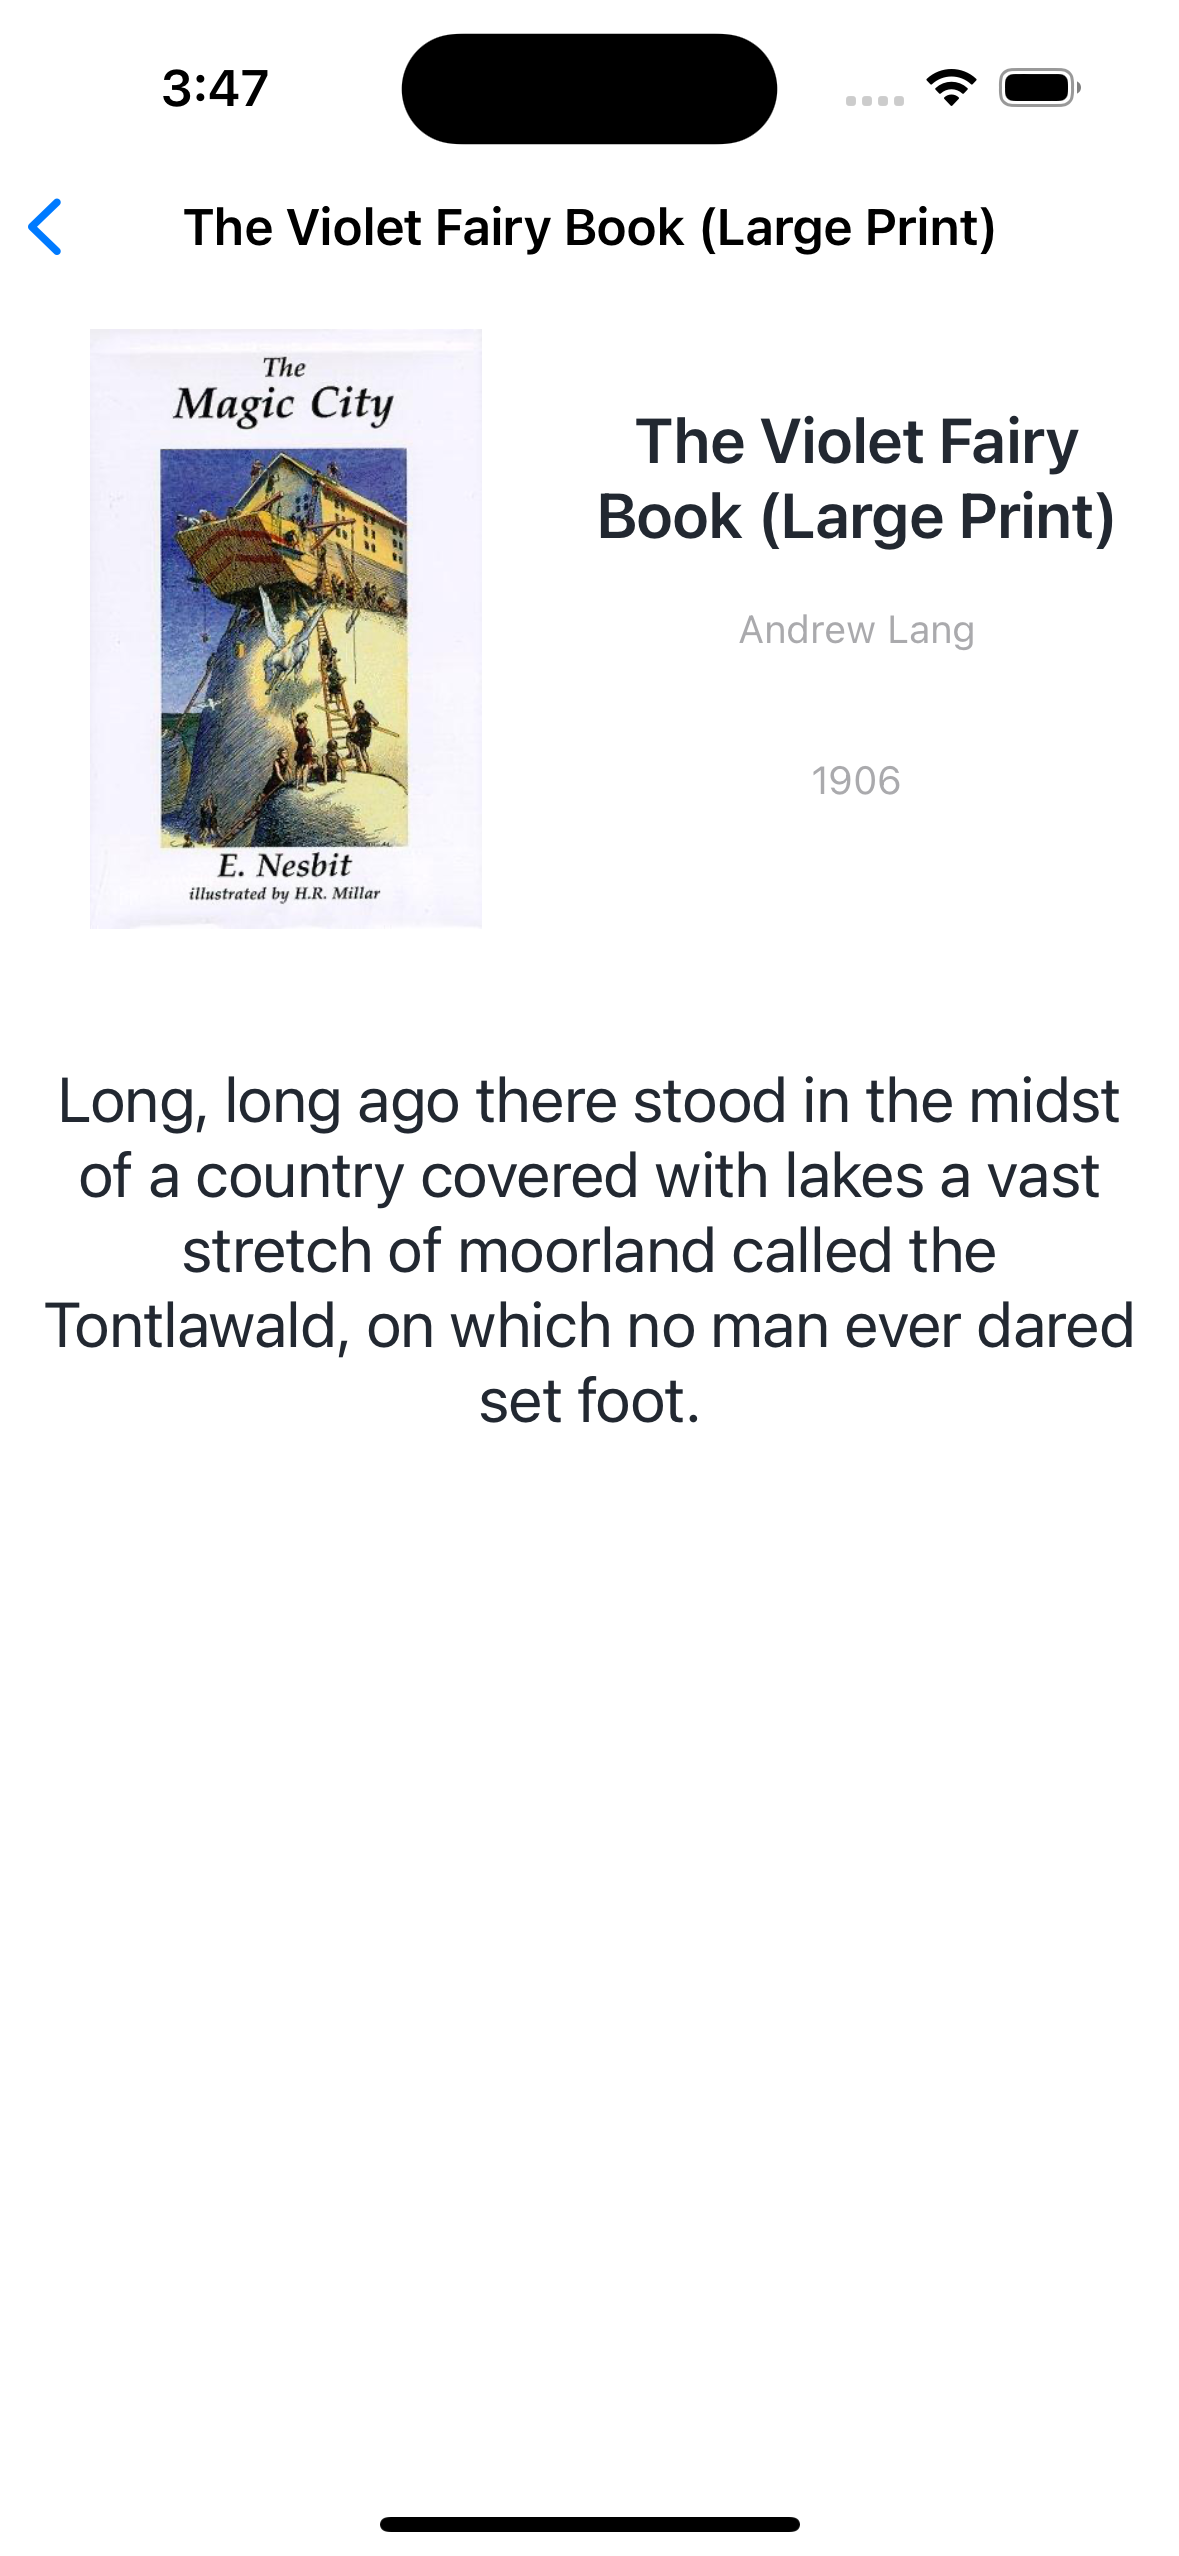 3:47
The Violet Fairy Book (Large Print)
The
Magic City
E. Nesbit
illustrated by H.R. Millar
The Violet Fairy
Book (Large Print)
Andrew Lang
1906
Long, long ago there stood in the midst
of a country covered with lakes a vast
stretch of moorland called the
Tontlawald, on which no man ever dared
set foot.